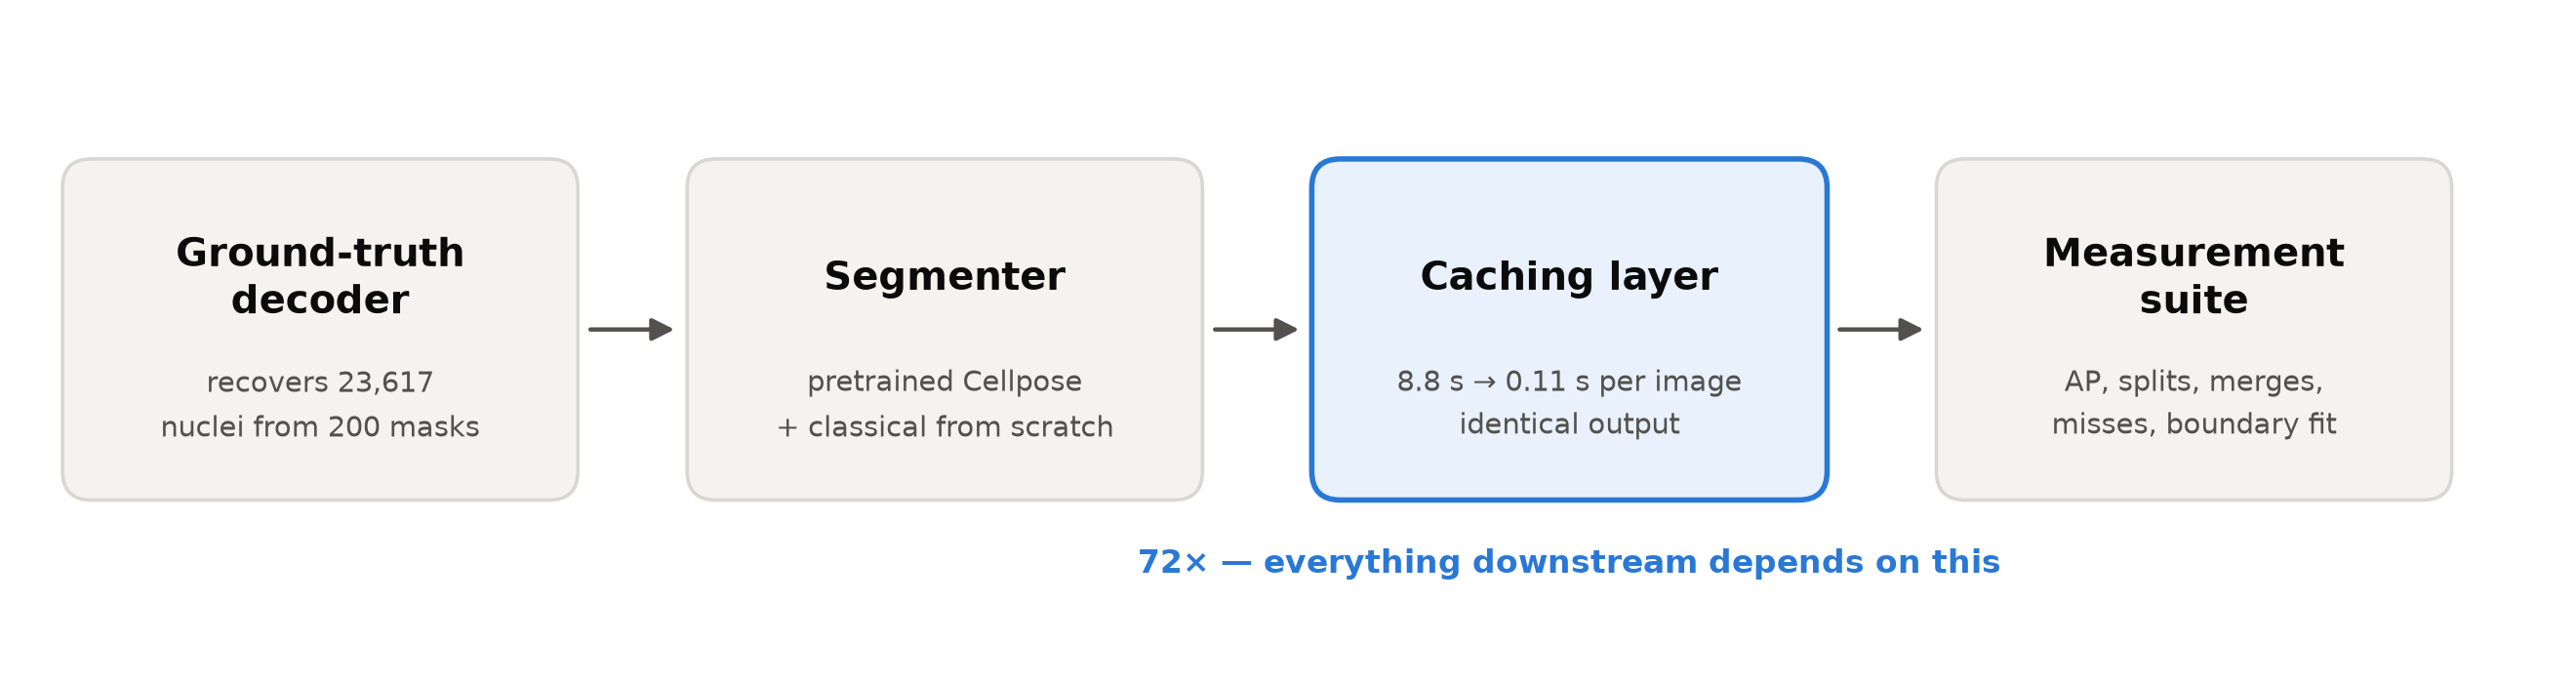 Ground-truth
decoder
recovers 23,617
nuclei from 200 masks
Segmenter
pretrained Cellpose
+ classical from scratch
Caching layer
8.8 s → 0.11 s per image
identical output
Measurement
suite
AP, splits, merges,
misses, boundary fit
72× — everything downstream depends on this